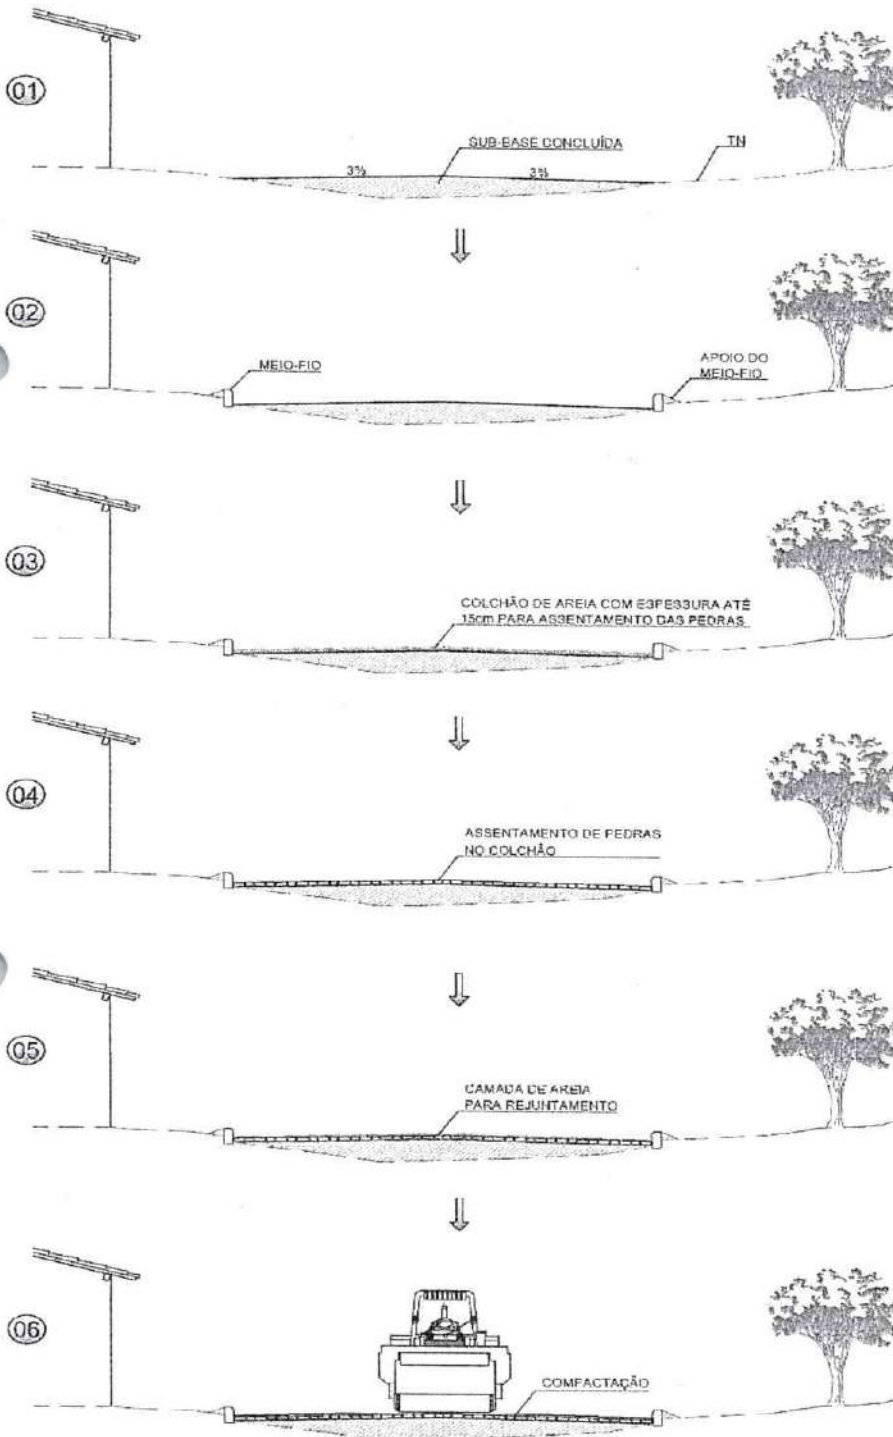 01
SUB-BASE CONCLUÍDA
TN
3%
3%
02
MEIO-FIO
APOIO DO
MEIO-FIO
03
COLCHÃO DE AREIA COM ESPESSURA ATÉ
15cm PARA ASSENTAMENTO DAS PEDRAS
04
ASSENTAMENTO DE PEDRAS
NO COLCHÃO
05
CAMADA DE AREIA
PARA REJUNTAMENTO
06
COMPACTAÇÃO